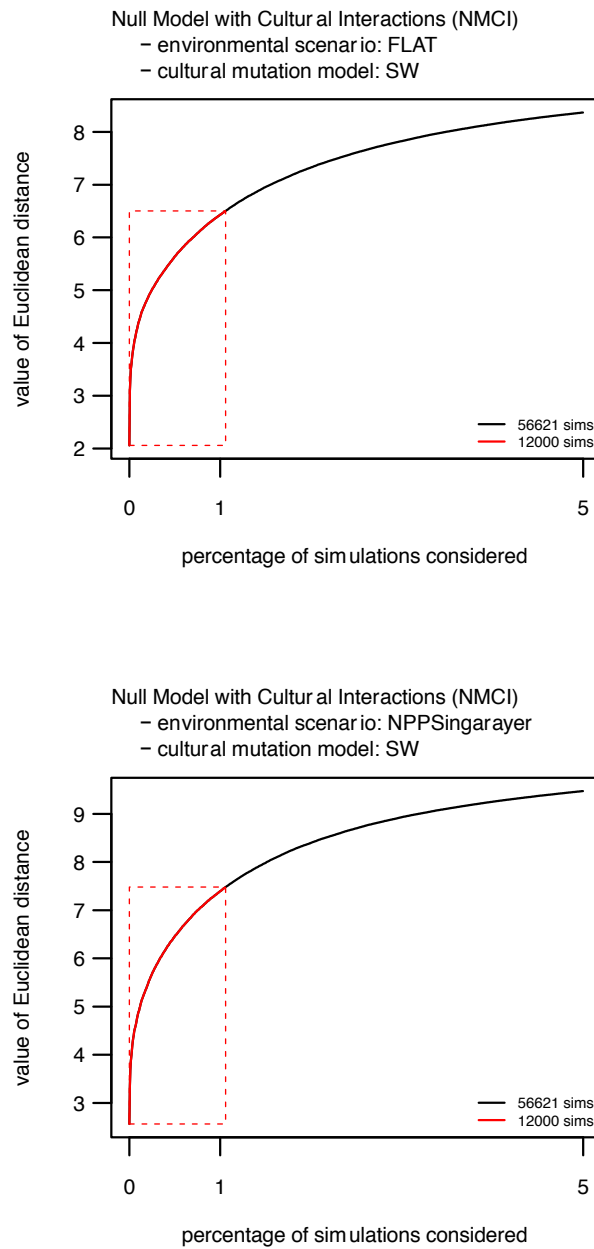 Null Model with Cultural Interactions (NMCI)
− environmental scenario: FLAT
− cultural mutation model: SW
8
7
6
5
4
3
2
value of Euclidean distance
56621 sims
12000 sims
0 1 5
percentage of simulations considered
Null Model with Cultural Interactions (NMCI)
− environmental scenario: NPPSingarayer
− cultural mutation model: SW
9
8
7
6
5
4
3
value of Euclidean distance
56621 sims
12000 sims
0 1 5
percentage of simulations considered